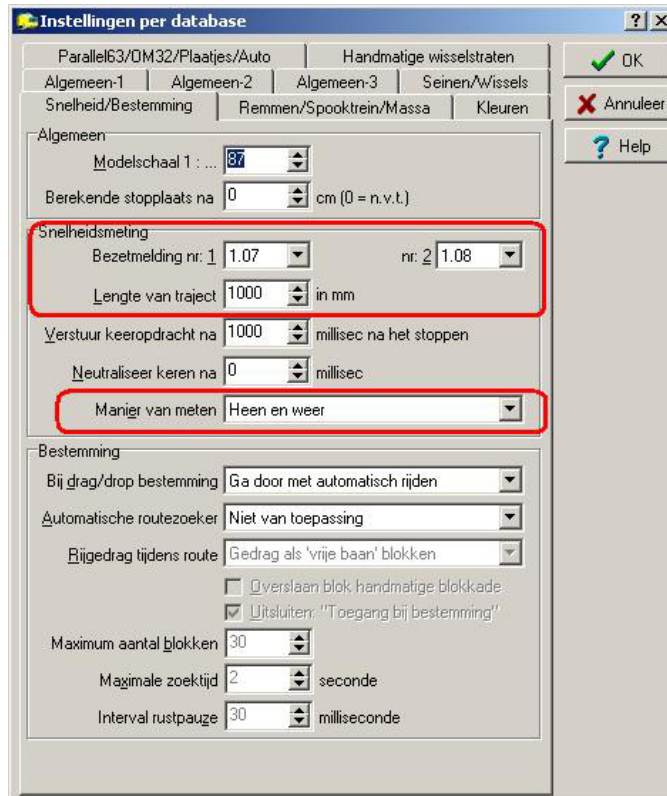 Instellingen per database
Parallel63/OM32/Plaatjes/Auto Handmatige wisselstraten
Algemeen-1 Algemeen-2 Algemeen-3 Seinen/Wissels
Snelheid/Bestemming Remmen/Spooktrein/Massa Kleuren
OK
Annuleer
Help
Algemeen
Modelschaal 1 : ... 87
Berekende stopplaats na 0 cm (0 = n.v.t.)
Snelheidsmeting
Bezetmelding nr: 1 1.07 nr: 2 1.08
Lengte van traject 1000 in mm
Verstuur keeropdracht na 1000 millisec na het stoppen
Neutraliseer keren na 0 millisec
Manier van meten Heen en weer
Bestemming
Bij drag/drop bestemming Ga door met automatisch rijden
Automatische routezoeker Niet van toepassing
Rijgedrag tijdens route Gedrag als 'vrije baan' blokken
Overslaan blok handmatige blokkade
Uitsluiten: "Toegang bij bestemming"
Maximum aantal blokken 30
Maximale zoektijd 2 seconde
Interval rustpauze 30 milliseconde